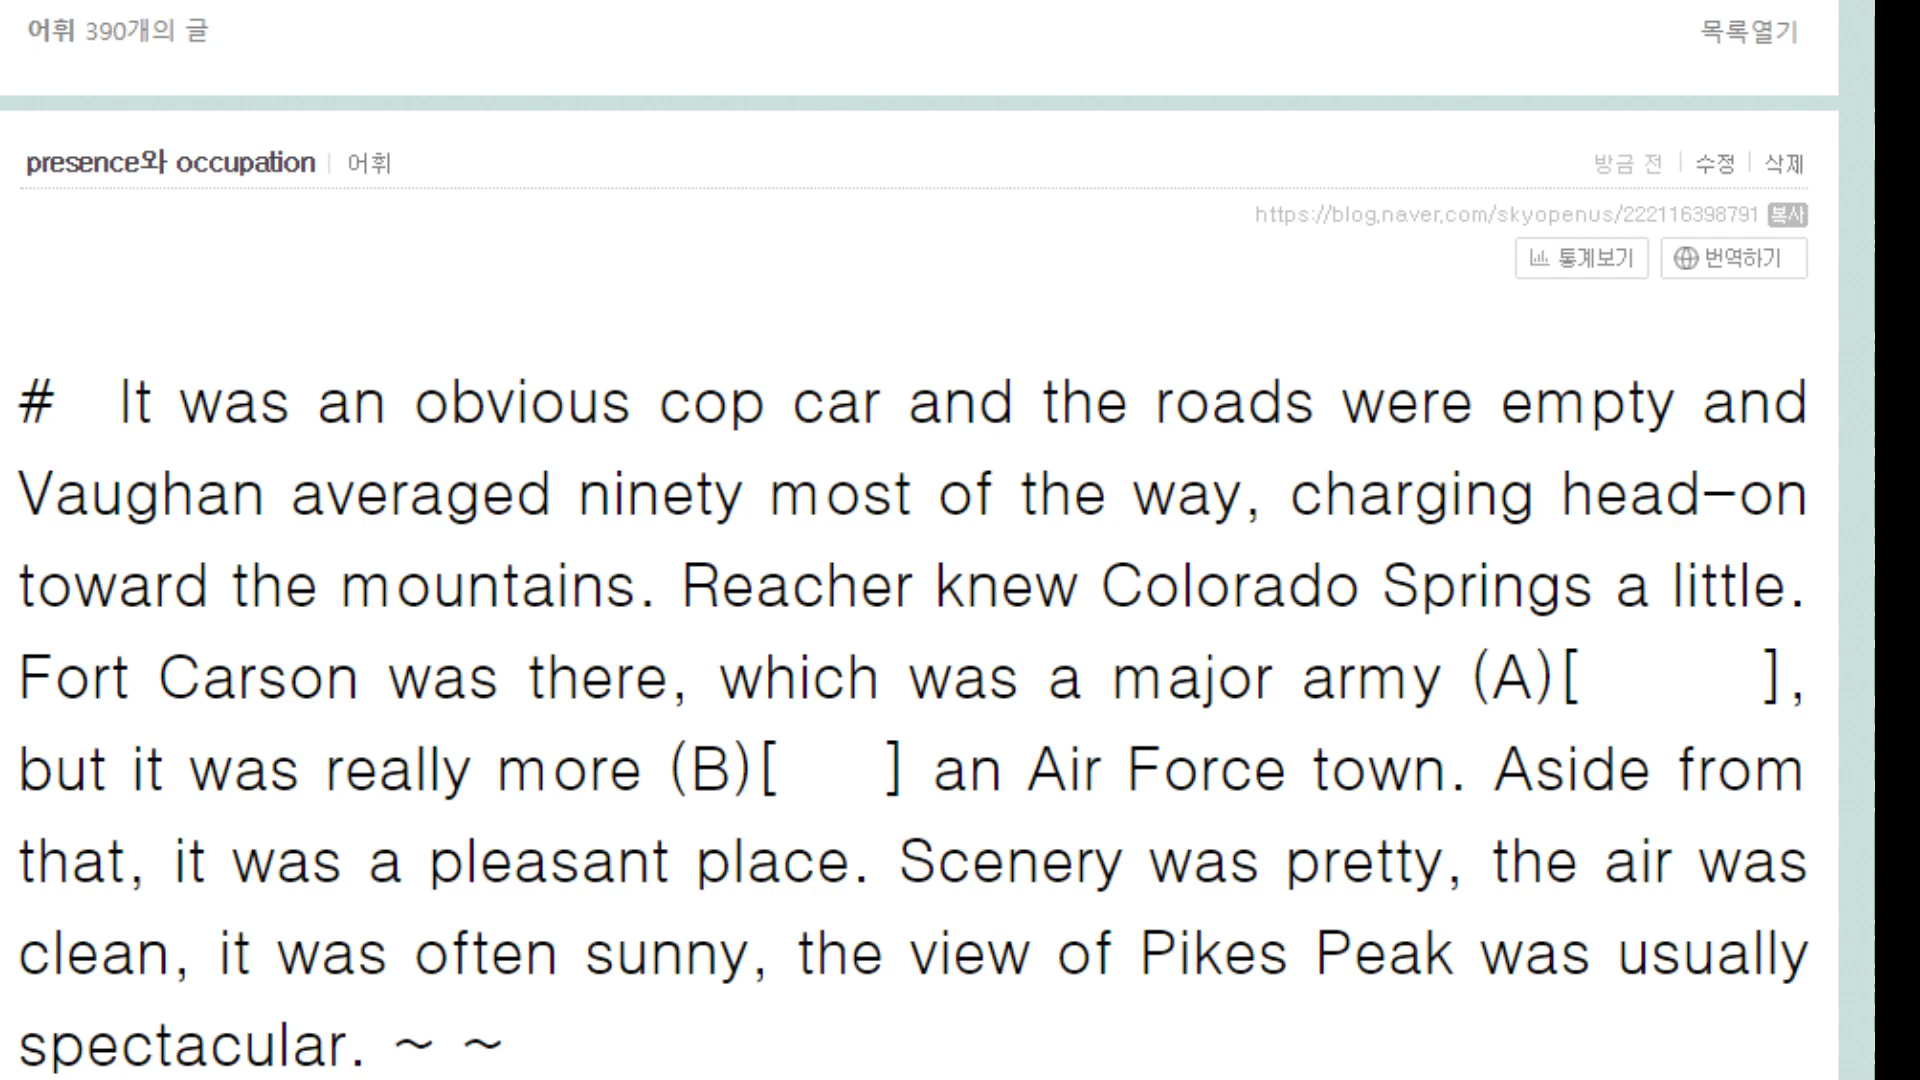 어휘 390개의 글 목록열기
presence와 occupation | 어휘 방금 전 | 수정 | 삭제
https://blog.naver.com/skyopenus/222116398791 복사
통계보기 번역하기
# It was an obvious cop car and the roads were empty and
Vaughan averaged ninety most of the way, charging head-on
toward the mountains. Reacher knew Colorado Springs a little.
Fort Carson was there, which was a major army (A)[ ],
but it was really more (B)[ ] an Air Force town. Aside from
that, it was a pleasant place. Scenery was pretty, the air was
clean, it was often sunny, the view of Pikes Peak was usually
spectacular. ~ ~